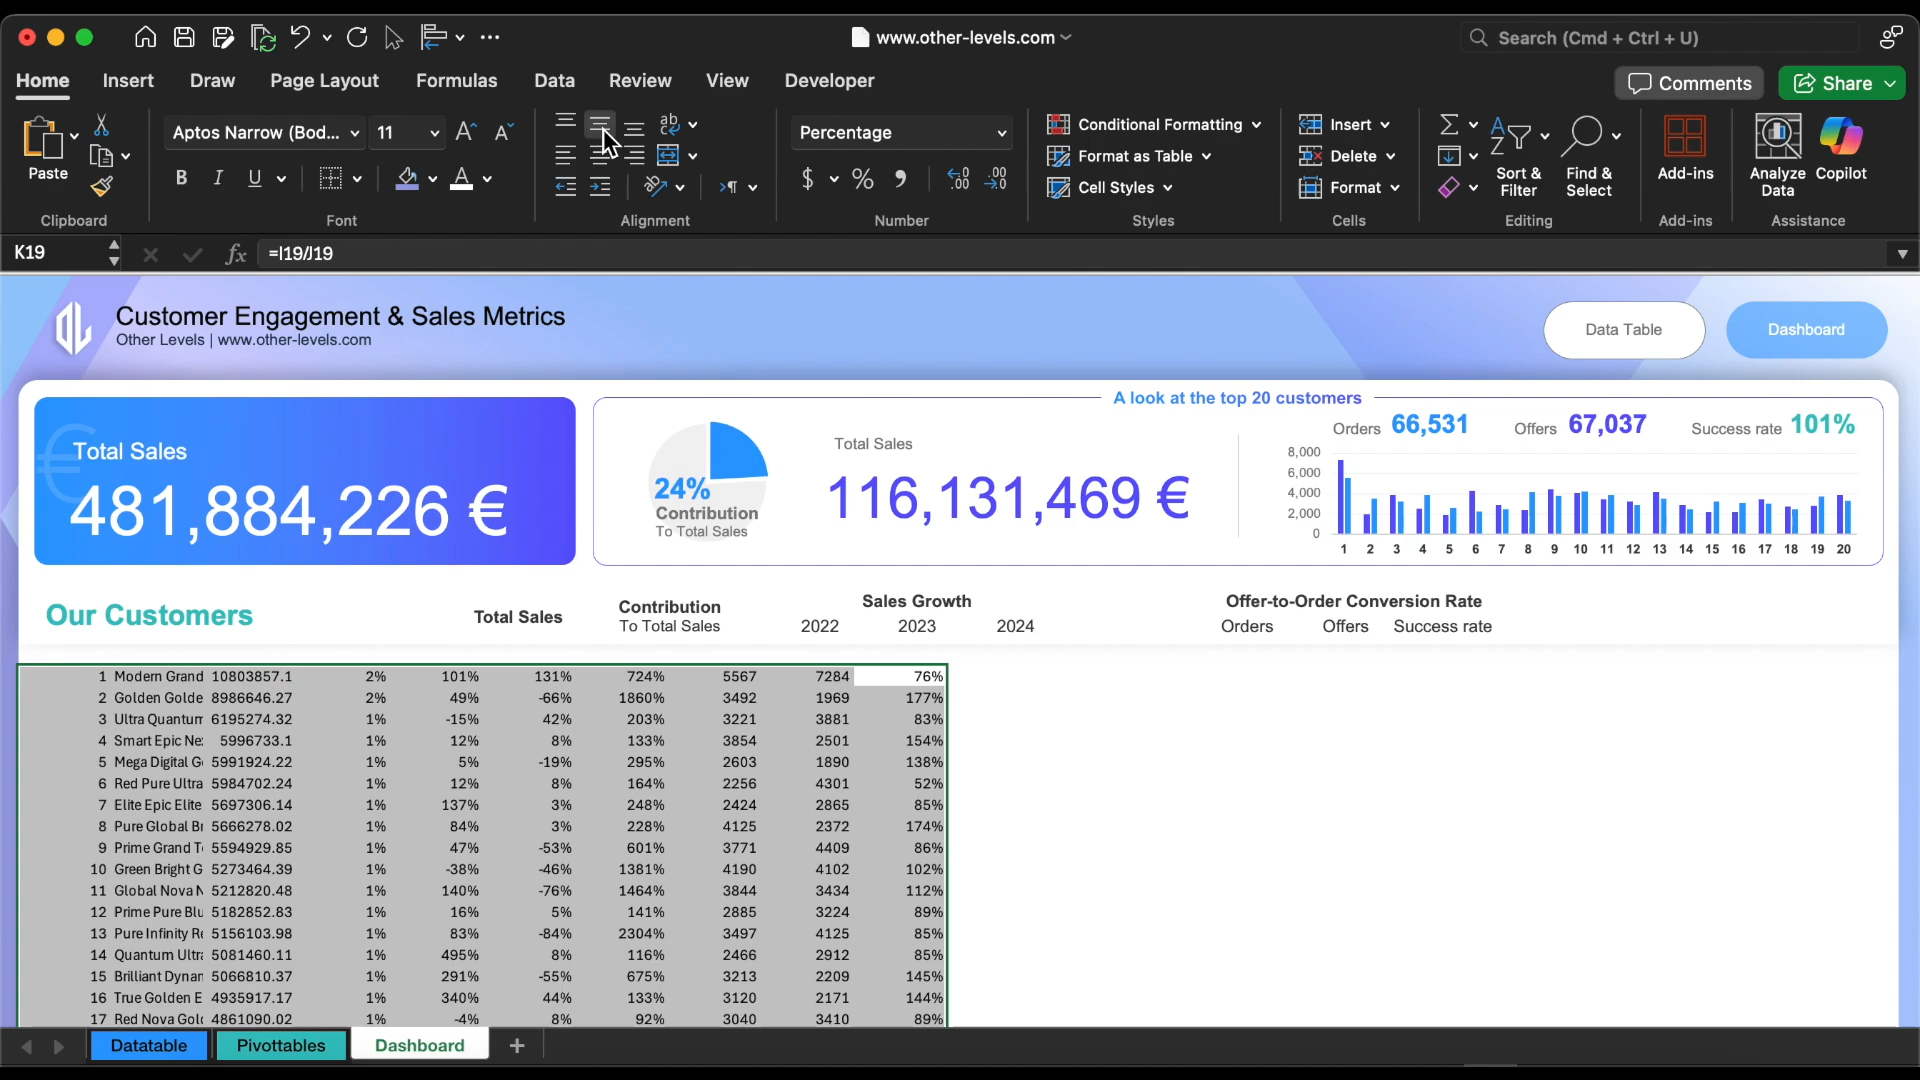 www.other-levels.com
Search (Cmd + Ctrl + U)
Home Insert Draw Page Layout Formulas Data Review View Developer
Comments Share
Paste
Aptos Narrow (Bod... 11
Percentage
Conditional Formatting
Format as Table
Cell Styles
Insert
Delete
Format
Sort &
Filter
Find &
Select
Add-ins
Analyze
Data
Copilot
Clipboard Font Alignment Number Styles Cells Editing Add-ins Assistance
K19 fx =I19/J19
Customer Engagement & Sales Metrics
Other Levels | www.other-levels.com
Data Table Dashboard
Total Sales
481,884,226 €
24%
Contribution
To Total Sales
Total Sales
116,131,469 €
A look at the top 20 customers
Orders 66,531 Offers 67,037 Success rate 101%
8,000
6,000
4,000
2,000
0
1 2 3 4 5 6 7 8 9 10 11 12 13 14 15 16 17 18 19 20
Our Customers
Total Sales
Contribution
To Total Sales
Sales Growth
2022 2023 2024
Offer-to-Order Conversion Rate
Orders Offers Success rate
1 Modern Grand 10803857.1 2% 101% 131% 724% 5567 7284 76%
2 Golden Golde 8986646.27 2% 49% -66% 1860% 3492 1969 177%
3 Ultra Quantum 6195274.32 1% -15% 42% 203% 3221 3881 83%
4 Smart Epic Ne 5996733.1 1% 12% 8% 133% 3854 2501 154%
5 Mega Digital G 5991924.22 1% 5% -19% 295% 2603 1890 138%
6 Red Pure Ultra 5984702.24 1% 12% 8% 164% 2256 4301 52%
7 Elite Epic Elite 5697306.14 1% 137% 3% 248% 2424 2865 85%
8 Pure Global Br 5666278.02 1% 84% 3% 228% 4125 2372 174%
9 Prime Grand T 5594929.85 1% 47% -53% 601% 3771 4409 86%
10 Green Bright G 5273464.39 1% -38% -46% 1381% 4190 4102 102%
11 Global Nova N 5212820.48 1% 140% -76% 1464% 3844 3434 112%
12 Prime Pure Blu 5182852.83 1% 16% 5% 141% 2885 3224 89%
13 Pure Infinity Re 5156103.98 1% 83% -84% 2304% 3497 4125 85%
14 Quantum Ultra 5081460.11 1% 495% 8% 116% 2466 2912 85%
15 Brilliant Dynan 5066810.37 1% 291% -55% 675% 3213 2209 145%
16 True Golden E 4935917.17 1% 340% 44% 133% 3120 2171 144%
17 Red Nova Gold 4861090.02 1% -4% 8% 92% 3040 3410 89%
Datatable Pivottables Dashboard